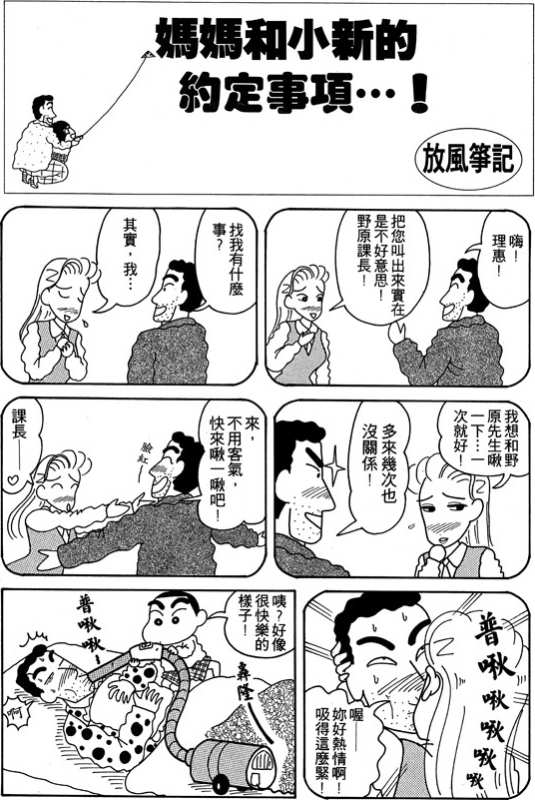 媽媽和小新的
約定事項…！
放風箏記
嗨！
理惠！
把您叫出來實在
是不好意思！
野原課長！
找我有什麼
事？
其實，我…
我想和野
原先生啾
一下…一
次就好！
多來幾次也
沒關係！
來，
不用客氣，
快來啾一啾吧！
臉紅
課長──♡
普啾啾啾啾
喔──
妳好熱情啊！
吸得這麼緊！
咦？好像
很快樂的
樣子！
普啾啾！
轟隆
啊